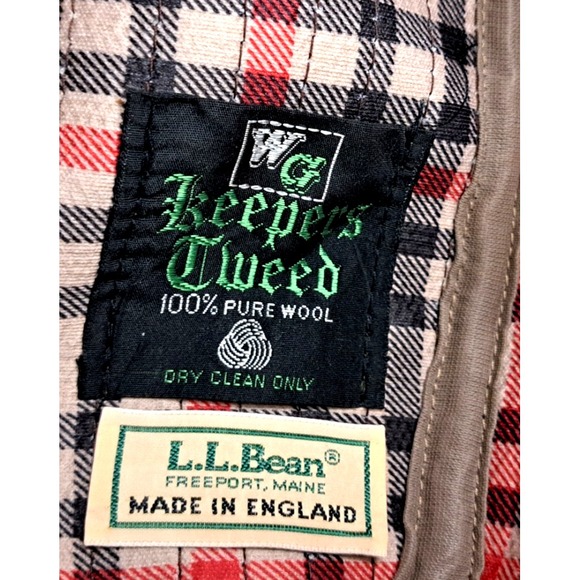 WG
Keepers
Tweed
100% PURE WOOL
DRY CLEAN ONLY
L.L.Bean®
FREEPORT, MAINE
MADE IN ENGLAND